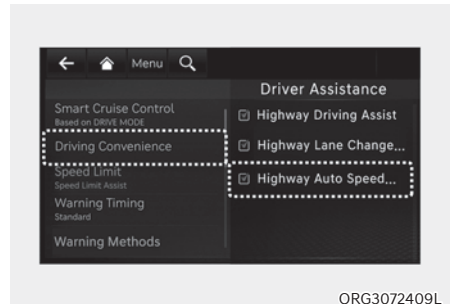 Menu
Driver Assistance
Smart Cruise Control
Based on DRIVE MODE
Driving Convenience
Speed Limit
Speed Limit Assist
Warning Timing
Standard
Warning Methods
Highway Driving Assist
Highway Lane Change...
Highway Auto Speed...
ORG3072409L